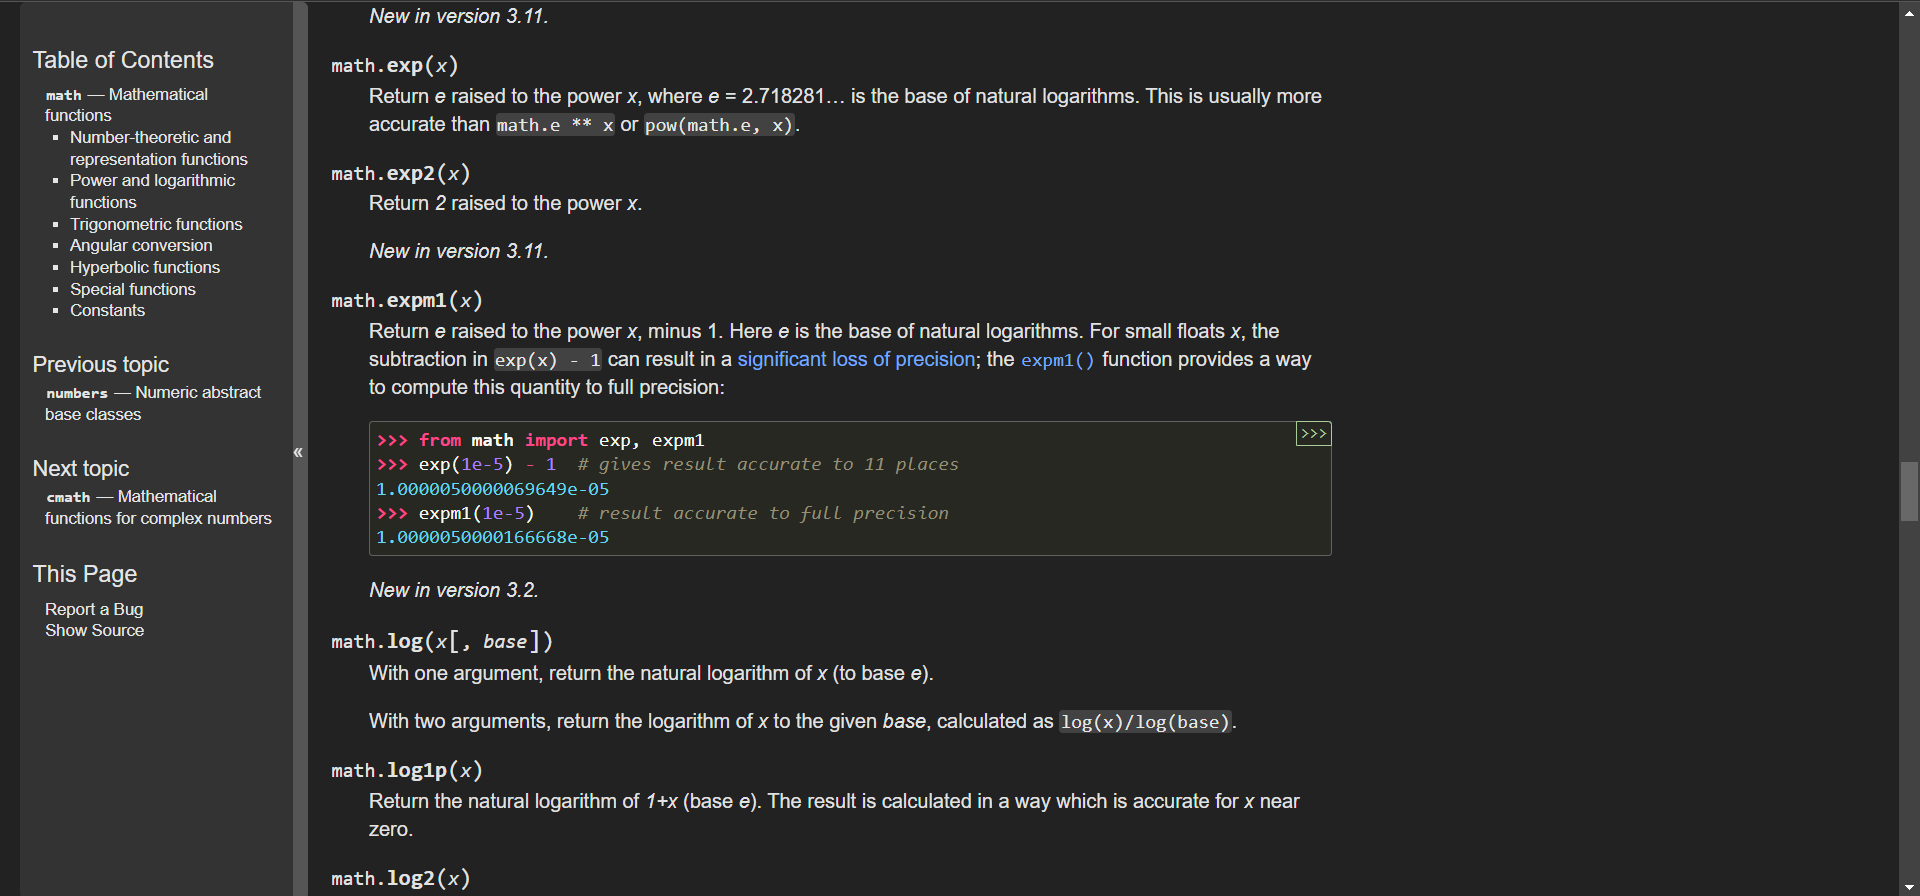 New in version 3.11.
math.exp(x)
Return e raised to the power x, where e = 2.718281… is the base of natural logarithms. This is usually more
accurate than math.e ** x or pow(math.e, x).
math.exp2(x)
Return 2 raised to the power x.
New in version 3.11.
math.expm1(x)
Return e raised to the power x, minus 1. Here e is the base of natural logarithms. For small floats x, the
subtraction in exp(x) - 1 can result in a significant loss of precision; the expm1() function provides a way
to compute this quantity to full precision:
>>>
>>> from math import exp, expm1
>>> exp(1e-5) - 1  # gives result accurate to 11 places
1.0000050000069649e-05
>>> expm1(1e-5)    # result accurate to full precision
1.0000050000166668e-05
New in version 3.2.
math.log(x[, base])
With one argument, return the natural logarithm of x (to base e).
With two arguments, return the logarithm of x to the given base, calculated as log(x)/log(base).
math.log1p(x)
Return the natural logarithm of 1+x (base e). The result is calculated in a way which is accurate for x near
zero.
math.log2(x)
Table of Contents
math — Mathematical
functions
▪ Number-theoretic and
representation functions
▪ Power and logarithmic
functions
▪ Trigonometric functions
▪ Angular conversion
▪ Hyperbolic functions
▪ Special functions
▪ Constants
Previous topic
numbers — Numeric abstract
base classes
Next topic
cmath — Mathematical
functions for complex numbers
This Page
Report a Bug
Show Source
«